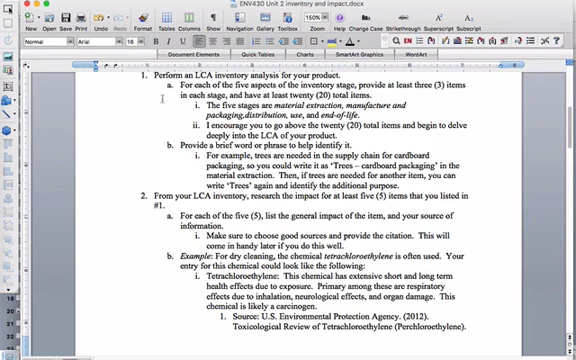 ENV430 Unit 2 inventory and impact.docx
150%
New Open Save Print Format Tables Columns Show Navigation Gallery Toolbox Zoom Change Case Strikethrough Superscript Subscript
Normal Arial 16
Document Elements Quick Tables Charts SmartArt Graphics WordArt
1. Perform an LCA inventory analysis for your product.
a. For each of the five aspects of the inventory stage, provide at least three (3) items
in each stage, and have at least twenty (20) total items.
i. The five stages are material extraction, manufacture and
packaging,distribution, use, and end-of-life.
ii. I encourage you to go above the twenty (20) total items and begin to delve
deeply into the LCA of your product.
b. Provide a brief word or phrase to help identify it.
i. For example, trees are needed in the supply chain for cardboard
packaging, so you could write it as ‘Trees – cardboard packaging’ in the
material extraction. Then, if trees are needed for another item, you can
write ‘Trees’ again and identify the additional purpose.
2. From your LCA inventory, research the impact for at least five (5) items that you listed in
#1.
a. For each of the five (5), list the general impact of the item, and your source of
information.
i. Make sure to choose good sources and provide the citation. This will
come in handy later if you do this well.
b. Example: For dry cleaning, the chemical tetrachloroethylene is often used. Your
entry for this chemical could look like the following:
i. Tetrachloroethylene: This chemical has extensive short and long term
health effects due to exposure. Primary among these are respiratory
effects due to inhalation, neurological effects, and organ damage. This
chemical is likely a carcinogen.
1. Source: U.S. Environmental Protection Agency. (2012).
Toxicological Review of Tetrachloroethylene (Perchloroethylene).